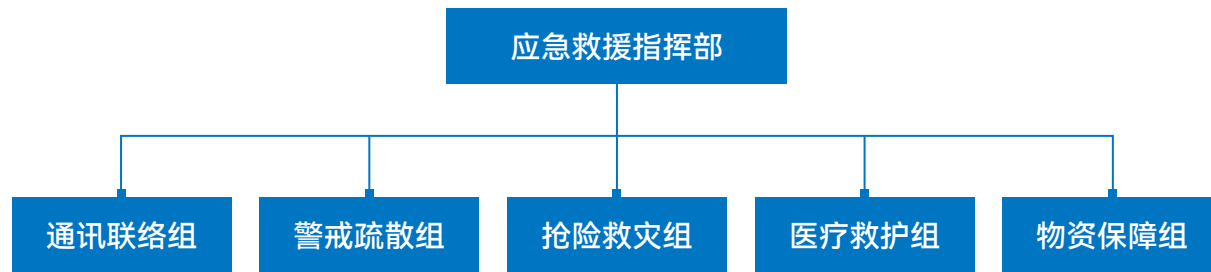 应急救援指挥部
通讯联络组
警戒疏散组
抢险救灾组
医疗救护组
物资保障组